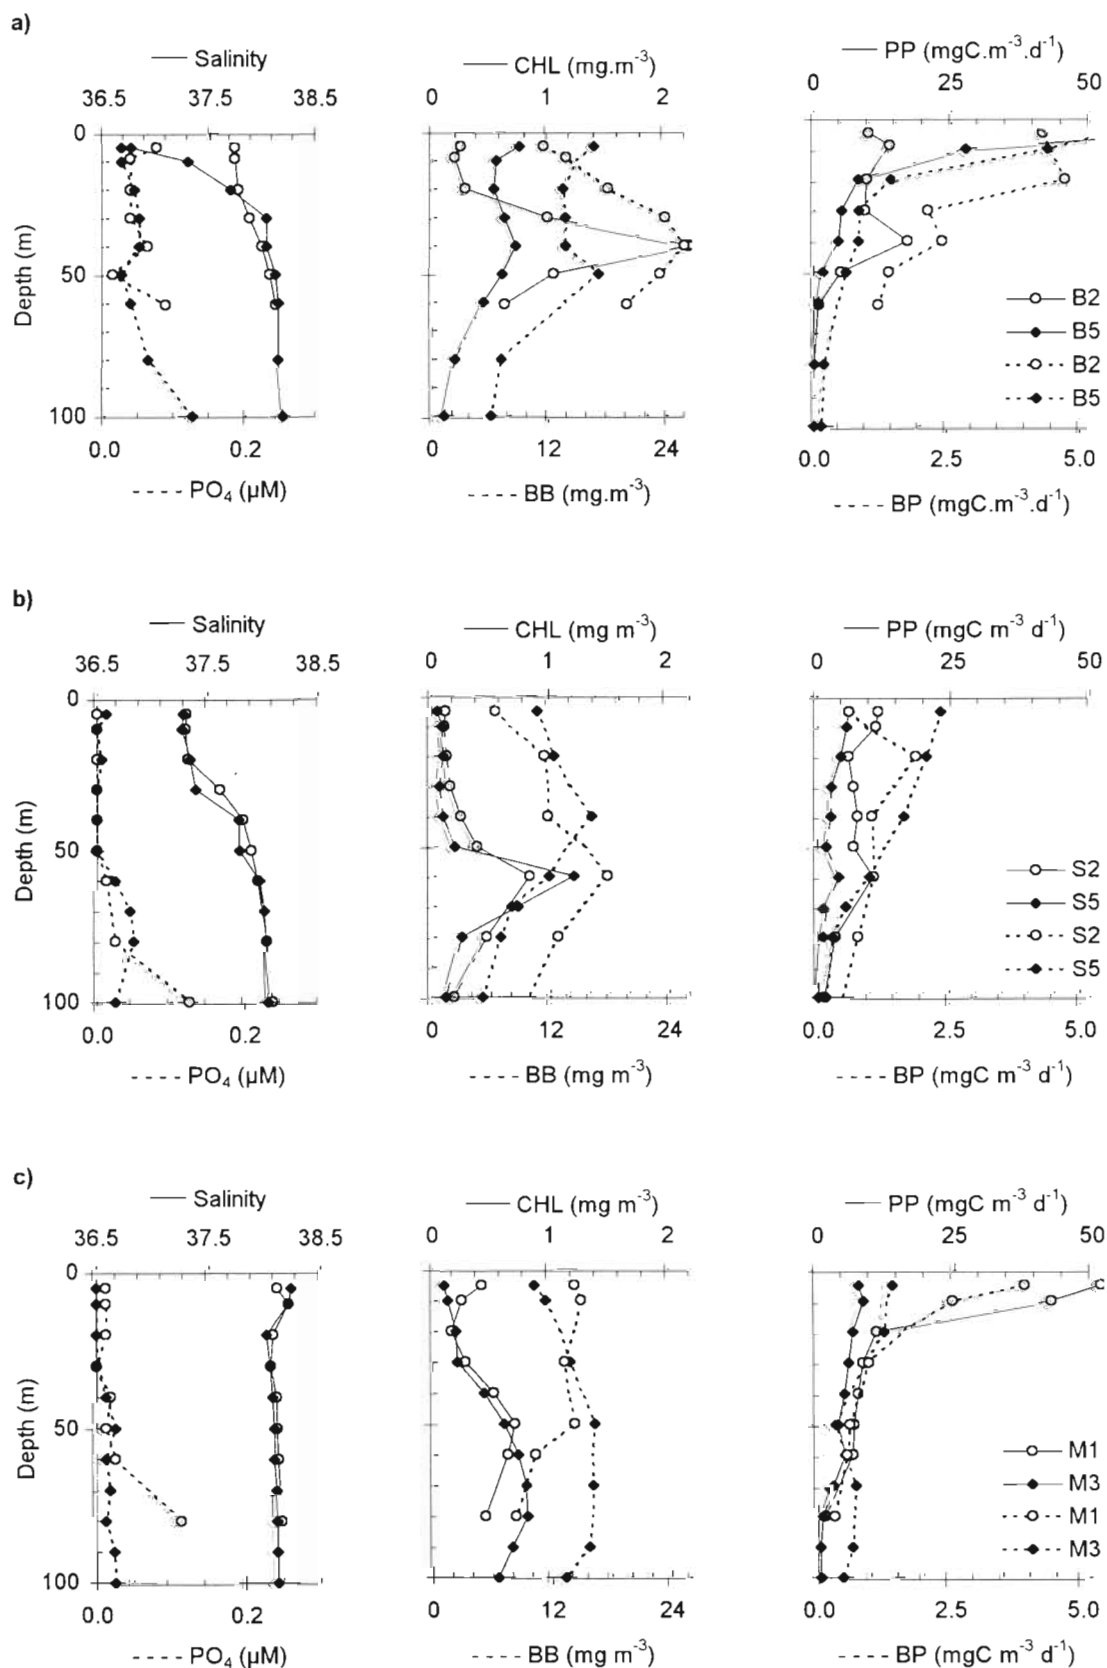 a)
— Salinity
36.5 37.5 38.5
— CHL (mg.m⁻³)
0 1 2
— PP (mgC.m⁻³.d⁻¹)
0 25 50
Depth (m)
0
50
100
0.0 0.2
---- PO₄ (µM)
0 12 24
---- BB (mg.m⁻³)
B2
B5
B2
B5
0.0 2.5 5.0
---- BP (mgC.m⁻³.d⁻¹)
b)
— Salinity
36.5 37.5 38.5
— CHL (mg m⁻³)
0 1 2
— PP (mgC m⁻³ d⁻¹)
0 25 50
Depth (m)
0
50
100
0.0 0.2
---- PO₄ (µM)
0 12 24
---- BB (mg m⁻³)
S2
S5
S2
S5
0.0 2.5 5.0
---- BP (mgC m⁻³ d⁻¹)
c)
— Salinity
36.5 37.5 38.5
— CHL (mg m⁻³)
0 1 2
— PP (mgC m⁻³ d⁻¹)
0 25 50
Depth (m)
0
50
100
0.0 0.2
---- PO₄ (µM)
0 12 24
---- BB (mg m⁻³)
M1
M3
M1
M3
0.0 2.5 5.0
---- BP (mgC m⁻³ d⁻¹)